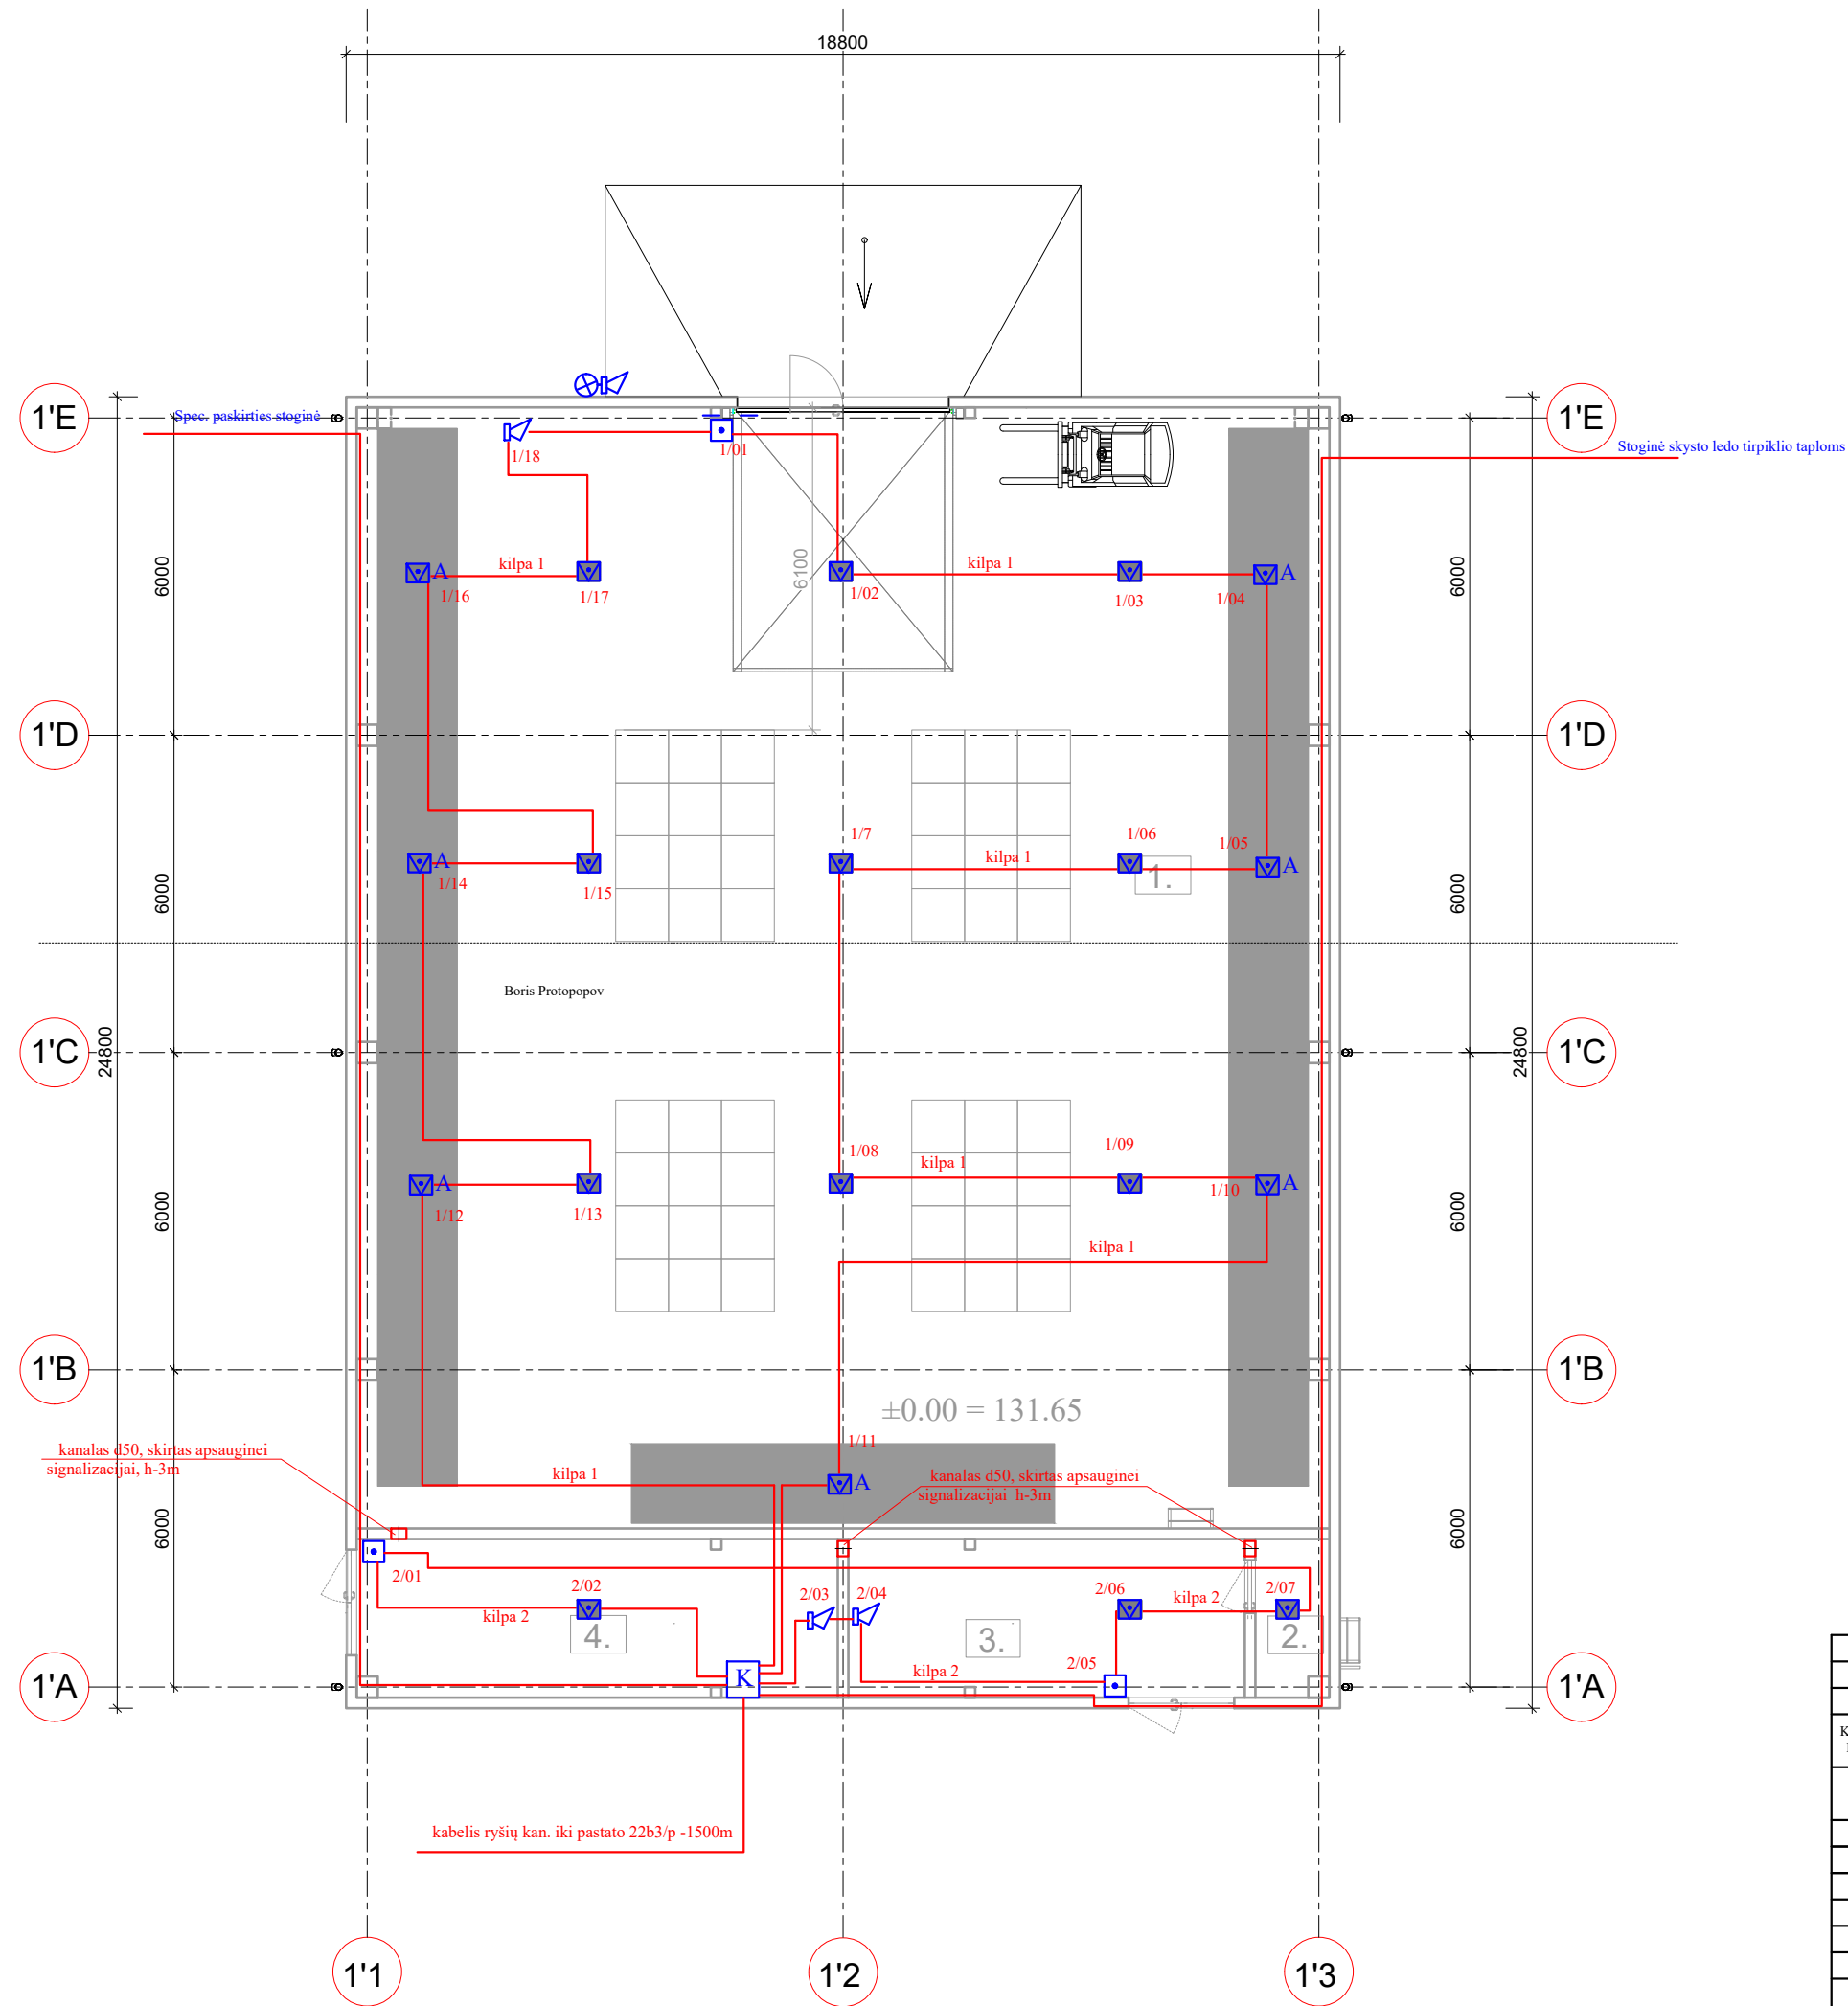 18800
1'E
Spec. paskirties stoginė
1'E
Stoginė skysto ledo tirpiklio taploms
1/18
1/01
6000
A
kilpa 1
1/16
1/17
6100
1/02
kilpa 1
1/03
1/04
A
6000
1'D
1'D
1/7
1/06
1/05
6000
A
1/14
1/15
kilpa 1
1.
A
6000
Boris Protopopov
1'C
24800
24800
1'C
1/08
1/09
kilpa 1
6000
A
1/12
1/13
1/10
A
6000
kilpa 1
1'B
1'B
±0.00 = 131.65
kanalas d50, skirtas apsauginei
signalizacijai, h-3m
kilpa 1
1/11
A
kanalas d50, skirtas apsauginei
signalizacijai h-3m
6000
6000
2/01
2/02
kilpa 2
2/03
2/04
2/06
kilpa 2
2/07
4.
3.
2.
1'A
K
kilpa 2
2/05
1'A
kabelis ryšių kan. iki pastato 22b3/p -1500m
1'1
1'2
1'3